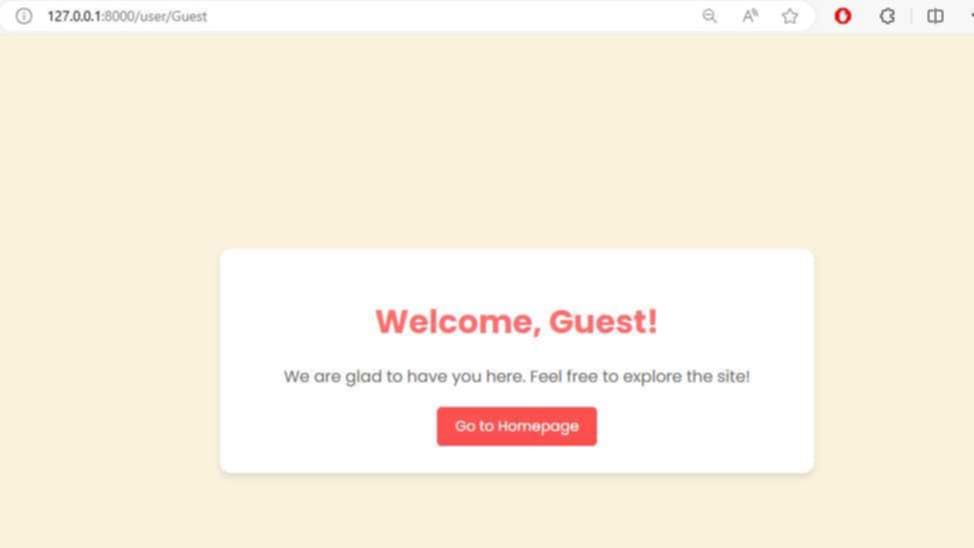 127.0.0.1:8000/user/Guest
Welcome, Guest!
We are glad to have you here. Feel free to explore the site!
Go to Homepage